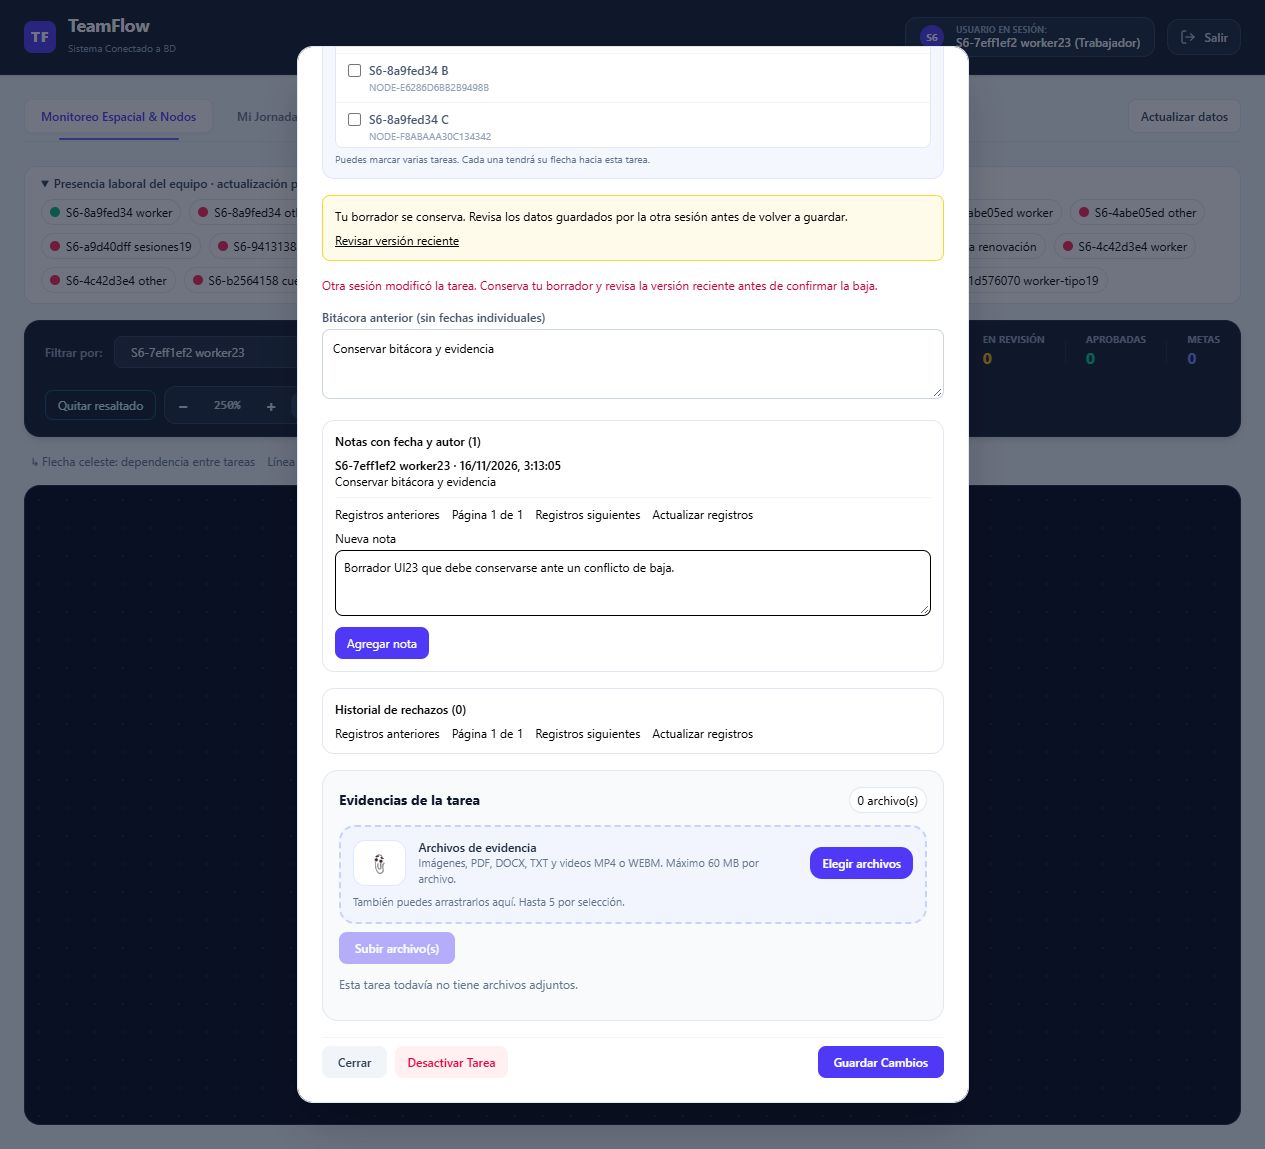 TF
TeamFlow
Sistema Conectado a BD
S6
USUARIO EN SESIÓN:
S6-7eff1ef2 worker23 (Trabajador)
Salir
Monitoreo Espacial & Nodos
Mi Jornada
Actualizar datos
Presencia laboral del equipo · actualización p
S6-8a9fed34 worker
S6-8a9fed34 ot
abe05ed worker
S6-4abe05ed other
S6-a9d40dff sesiones19
S6-9413138
a renovación
S6-4c42d3e4 worker
S6-4c42d3e4 other
S6-b2564158 cue
1d576070 worker-tipo19
Filtrar por:
S6-7eff1ef2 worker23
EN REVISIÓN
0
APROBADAS
0
METAS
0
Quitar resaltado
−
250%
+
↳ Flecha celeste: dependencia entre tareas
Línea
S6-8a9fed34 B
NODE-E6286D6BB2B9498B
S6-8a9fed34 C
NODE-F8ABAAA30C134342
Puedes marcar varias tareas. Cada una tendrá su flecha hacia esta tarea.
Tu borrador se conserva. Revisa los datos guardados por la otra sesión antes de volver a guardar.
Revisar versión reciente
Otra sesión modificó la tarea. Conserva tu borrador y revisa la versión reciente antes de confirmar la baja.
Bitácora anterior (sin fechas individuales)
Conservar bitácora y evidencia
Notas con fecha y autor (1)
S6-7eff1ef2 worker23 · 16/11/2026, 3:13:05
Conservar bitácora y evidencia
Registros anteriores Página 1 de 1 Registros siguientes Actualizar registros
Nueva nota
Borrador UI23 que debe conservarse ante un conflicto de baja.
Agregar nota
Historial de rechazos (0)
Registros anteriores Página 1 de 1 Registros siguientes Actualizar registros
Evidencias de la tarea
0 archivo(s)
Archivos de evidencia
Imágenes, PDF, DOCX, TXT y videos MP4 o WEBM. Máximo 60 MB por
archivo.
Elegir archivos
También puedes arrastrarlos aquí. Hasta 5 por selección.
Subir archivo(s)
Esta tarea todavía no tiene archivos adjuntos.
Cerrar
Desactivar Tarea
Guardar Cambios